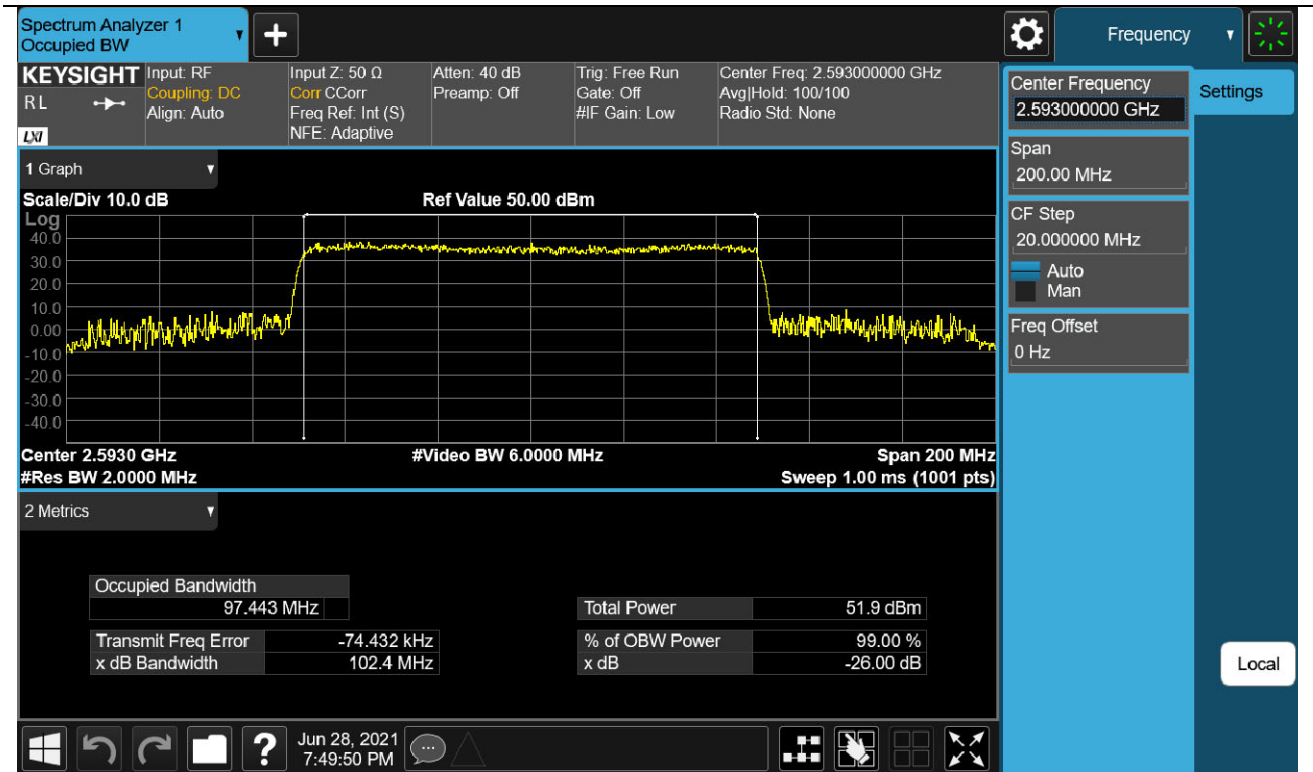 Spectrum Analyzer 1
Occupied BW
+
Frequency
KEYSIGHT
RL
LXI
Input: RF
Coupling: DC
Align: Auto
Input Z: 50 Ω
Corr CCorr
Freq Ref: Int (S)
NFE: Adaptive
Atten: 40 dB
Preamp: Off
Trig: Free Run
Gate: Off
#IF Gain: Low
Center Freq: 2.593000000 GHz
Avg|Hold: 100/100
Radio Std: None
Center Frequency
2.593000000 GHz
Settings
Span
200.00 MHz
CF Step
20.000000 MHz
Auto
Man
Freq Offset
0 Hz
1 Graph
Scale/Div 10.0 dB
Ref Value 50.00 dBm
Log
40.0
30.0
20.0
10.0
0.00
-10.0
-20.0
-30.0
-40.0
Center 2.5930 GHz
#Video BW 6.0000 MHz
Span 200 MHz
#Res BW 2.0000 MHz
Sweep 1.00 ms (1001 pts)
2 Metrics
Occupied Bandwidth
97.443 MHz
Total Power 51.9 dBm
Transmit Freq Error -74.432 kHz
% of OBW Power 99.00 %
x dB Bandwidth 102.4 MHz
x dB -26.00 dB
Local
?
Jun 28, 2021
7:49:50 PM